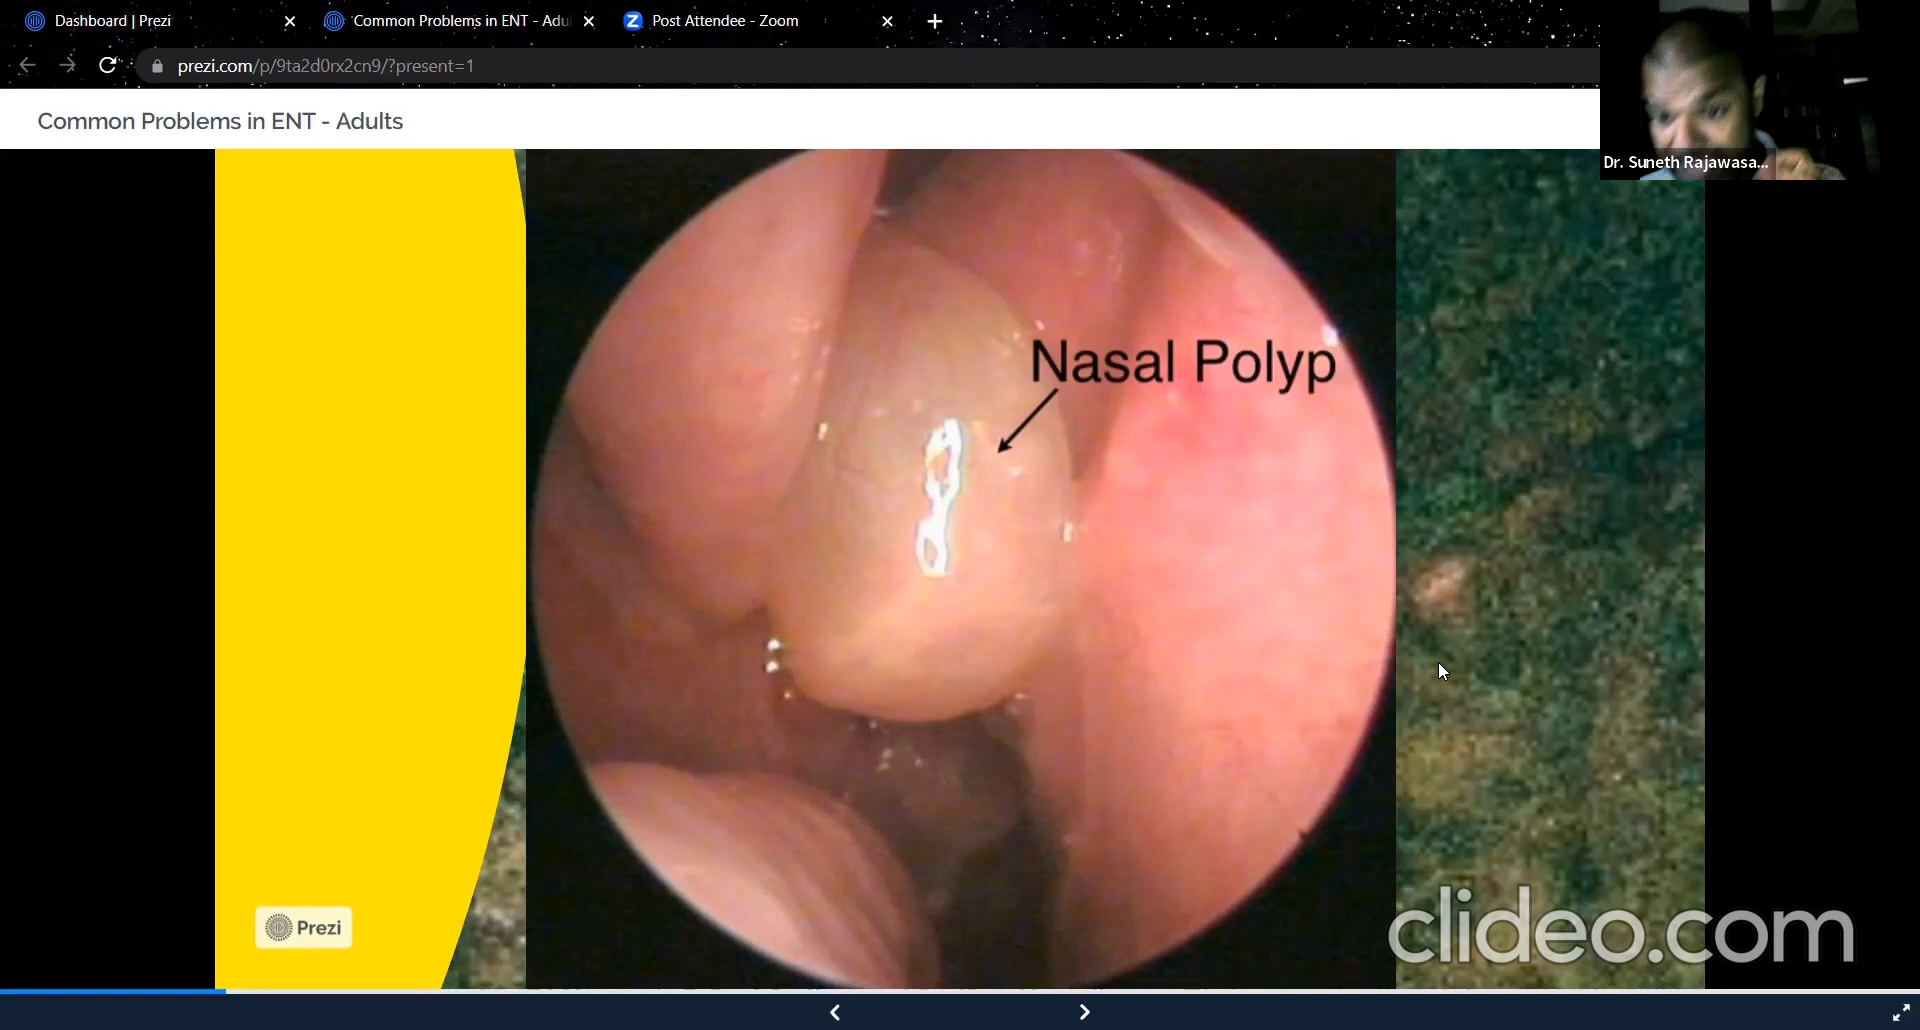 Dashboard | Prezi
Common Problems in ENT - Adu
Post Attendee - Zoom
prezi.com/p/9ta2d0rx2cn9/?present=1
Common Problems in ENT - Adults
Dr. Suneth Rajawasa...
Nasal Polyp
Prezi
clideo.com